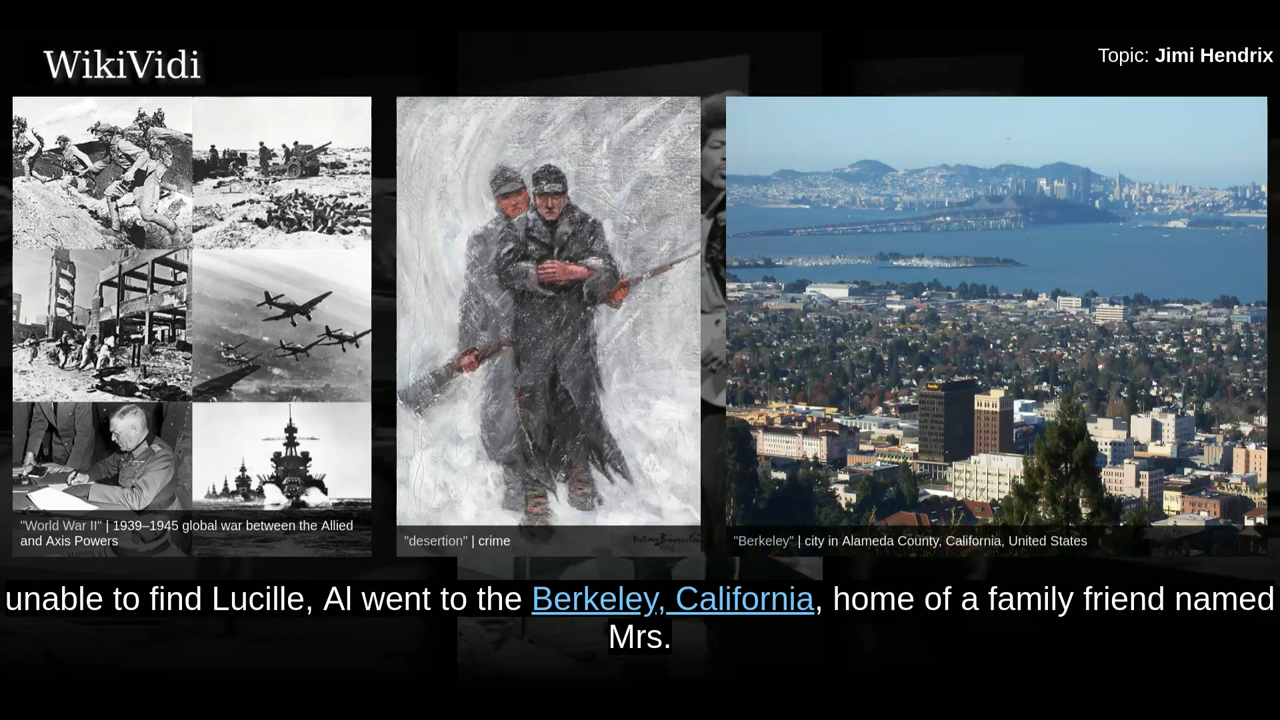 WikiVidi
Topic: Jimi Hendrix
"World War II" | 1939–1945 global war between the Allied
and Axis Powers
"desertion" | crime
"Berkeley" | city in Alameda County, California, United States
unable to find Lucille, Al went to the Berkeley, California, home of a family friend named
Mrs.